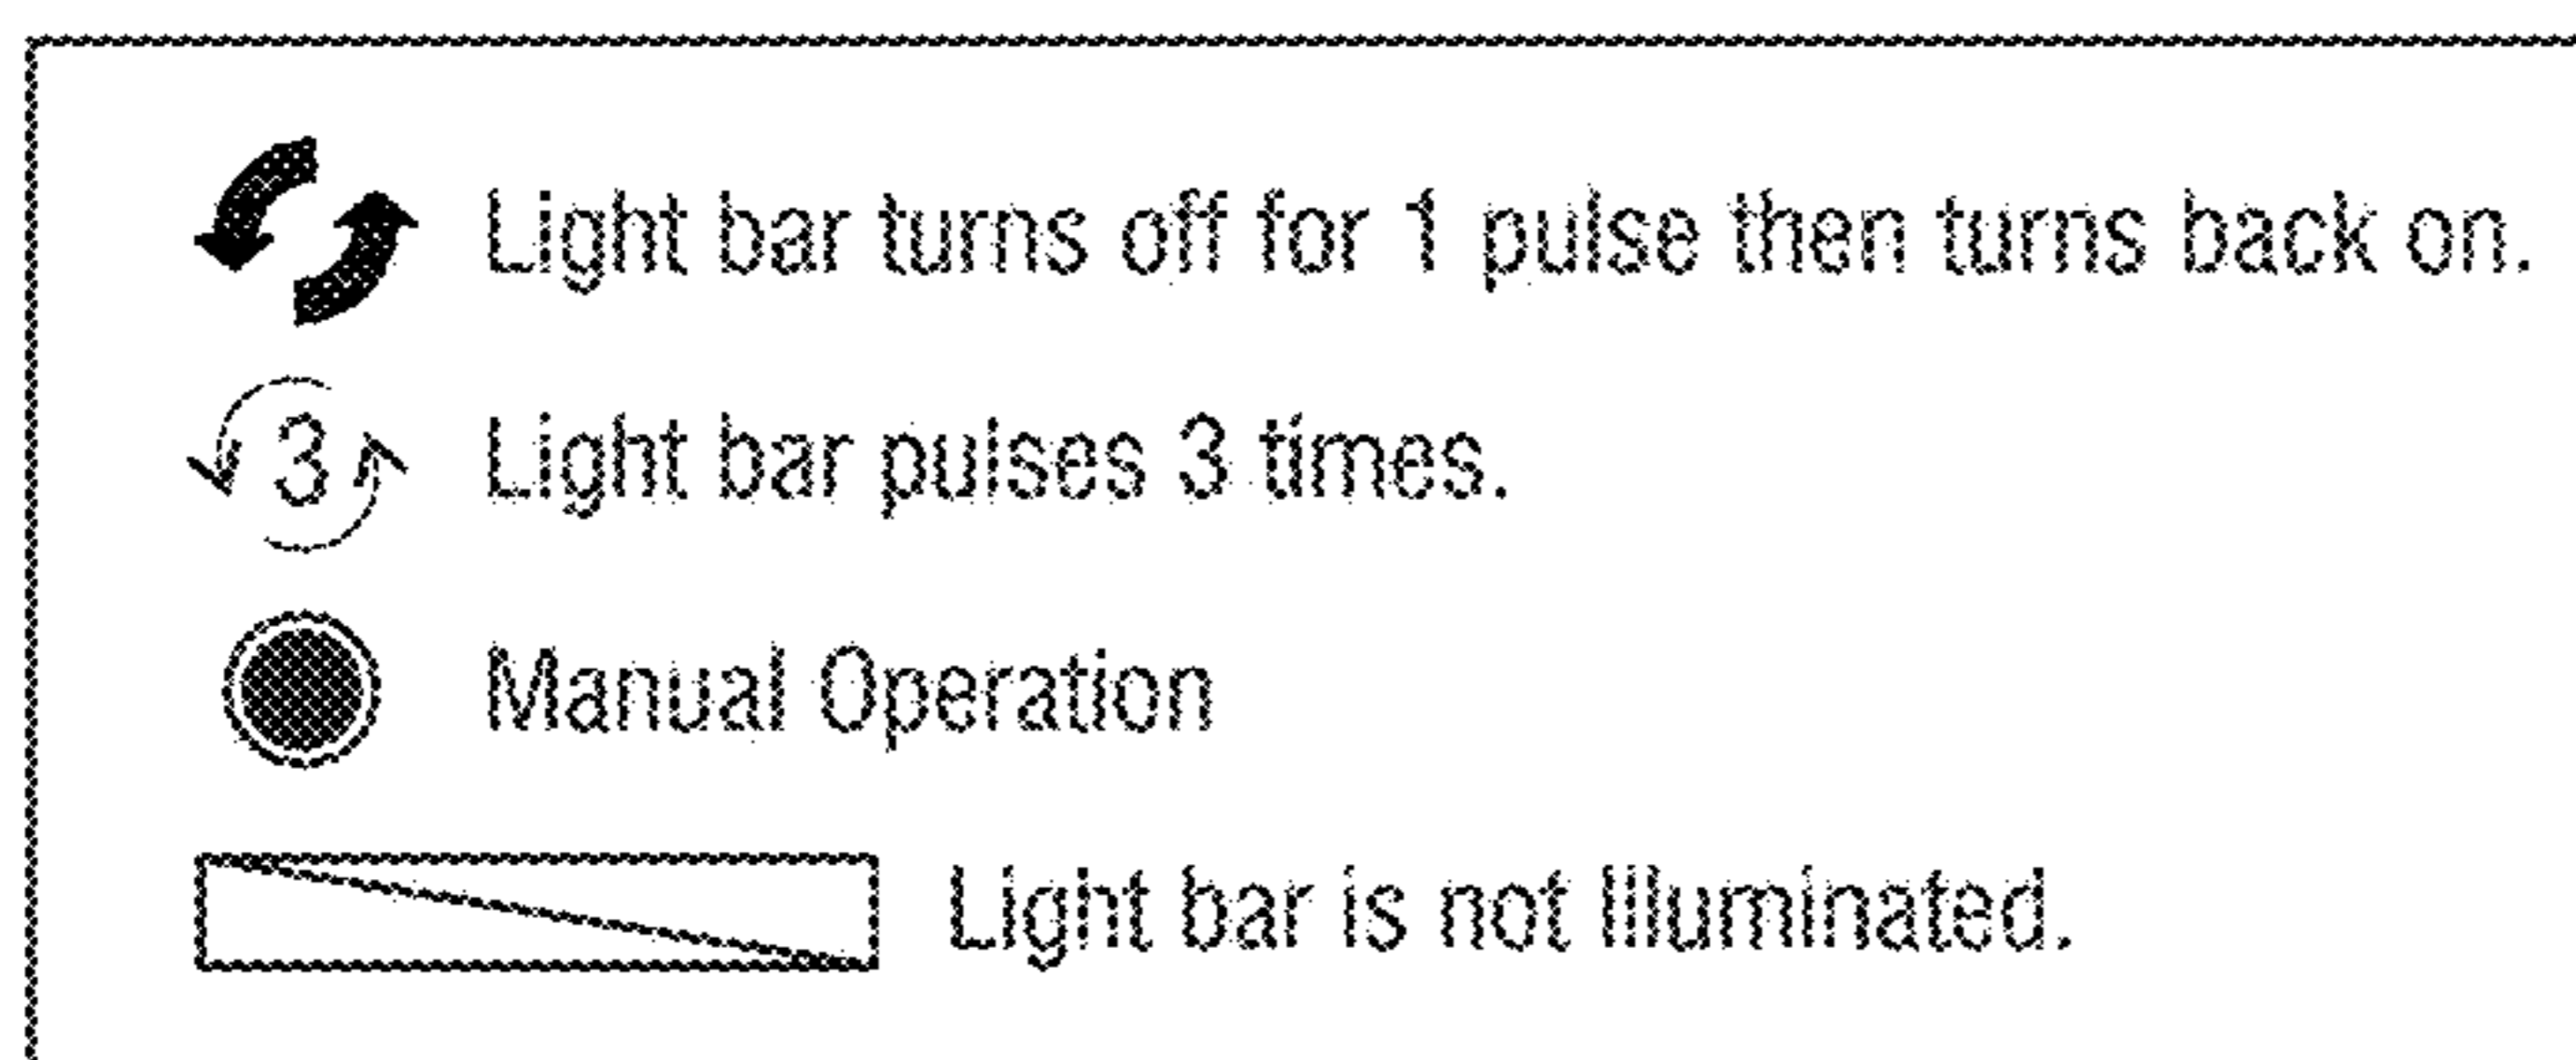 Light bar turns off for 1 pulse then turns back on.
3 Light bar pulses 3 times.
Manual Operation
Light bar is not Illuminated.